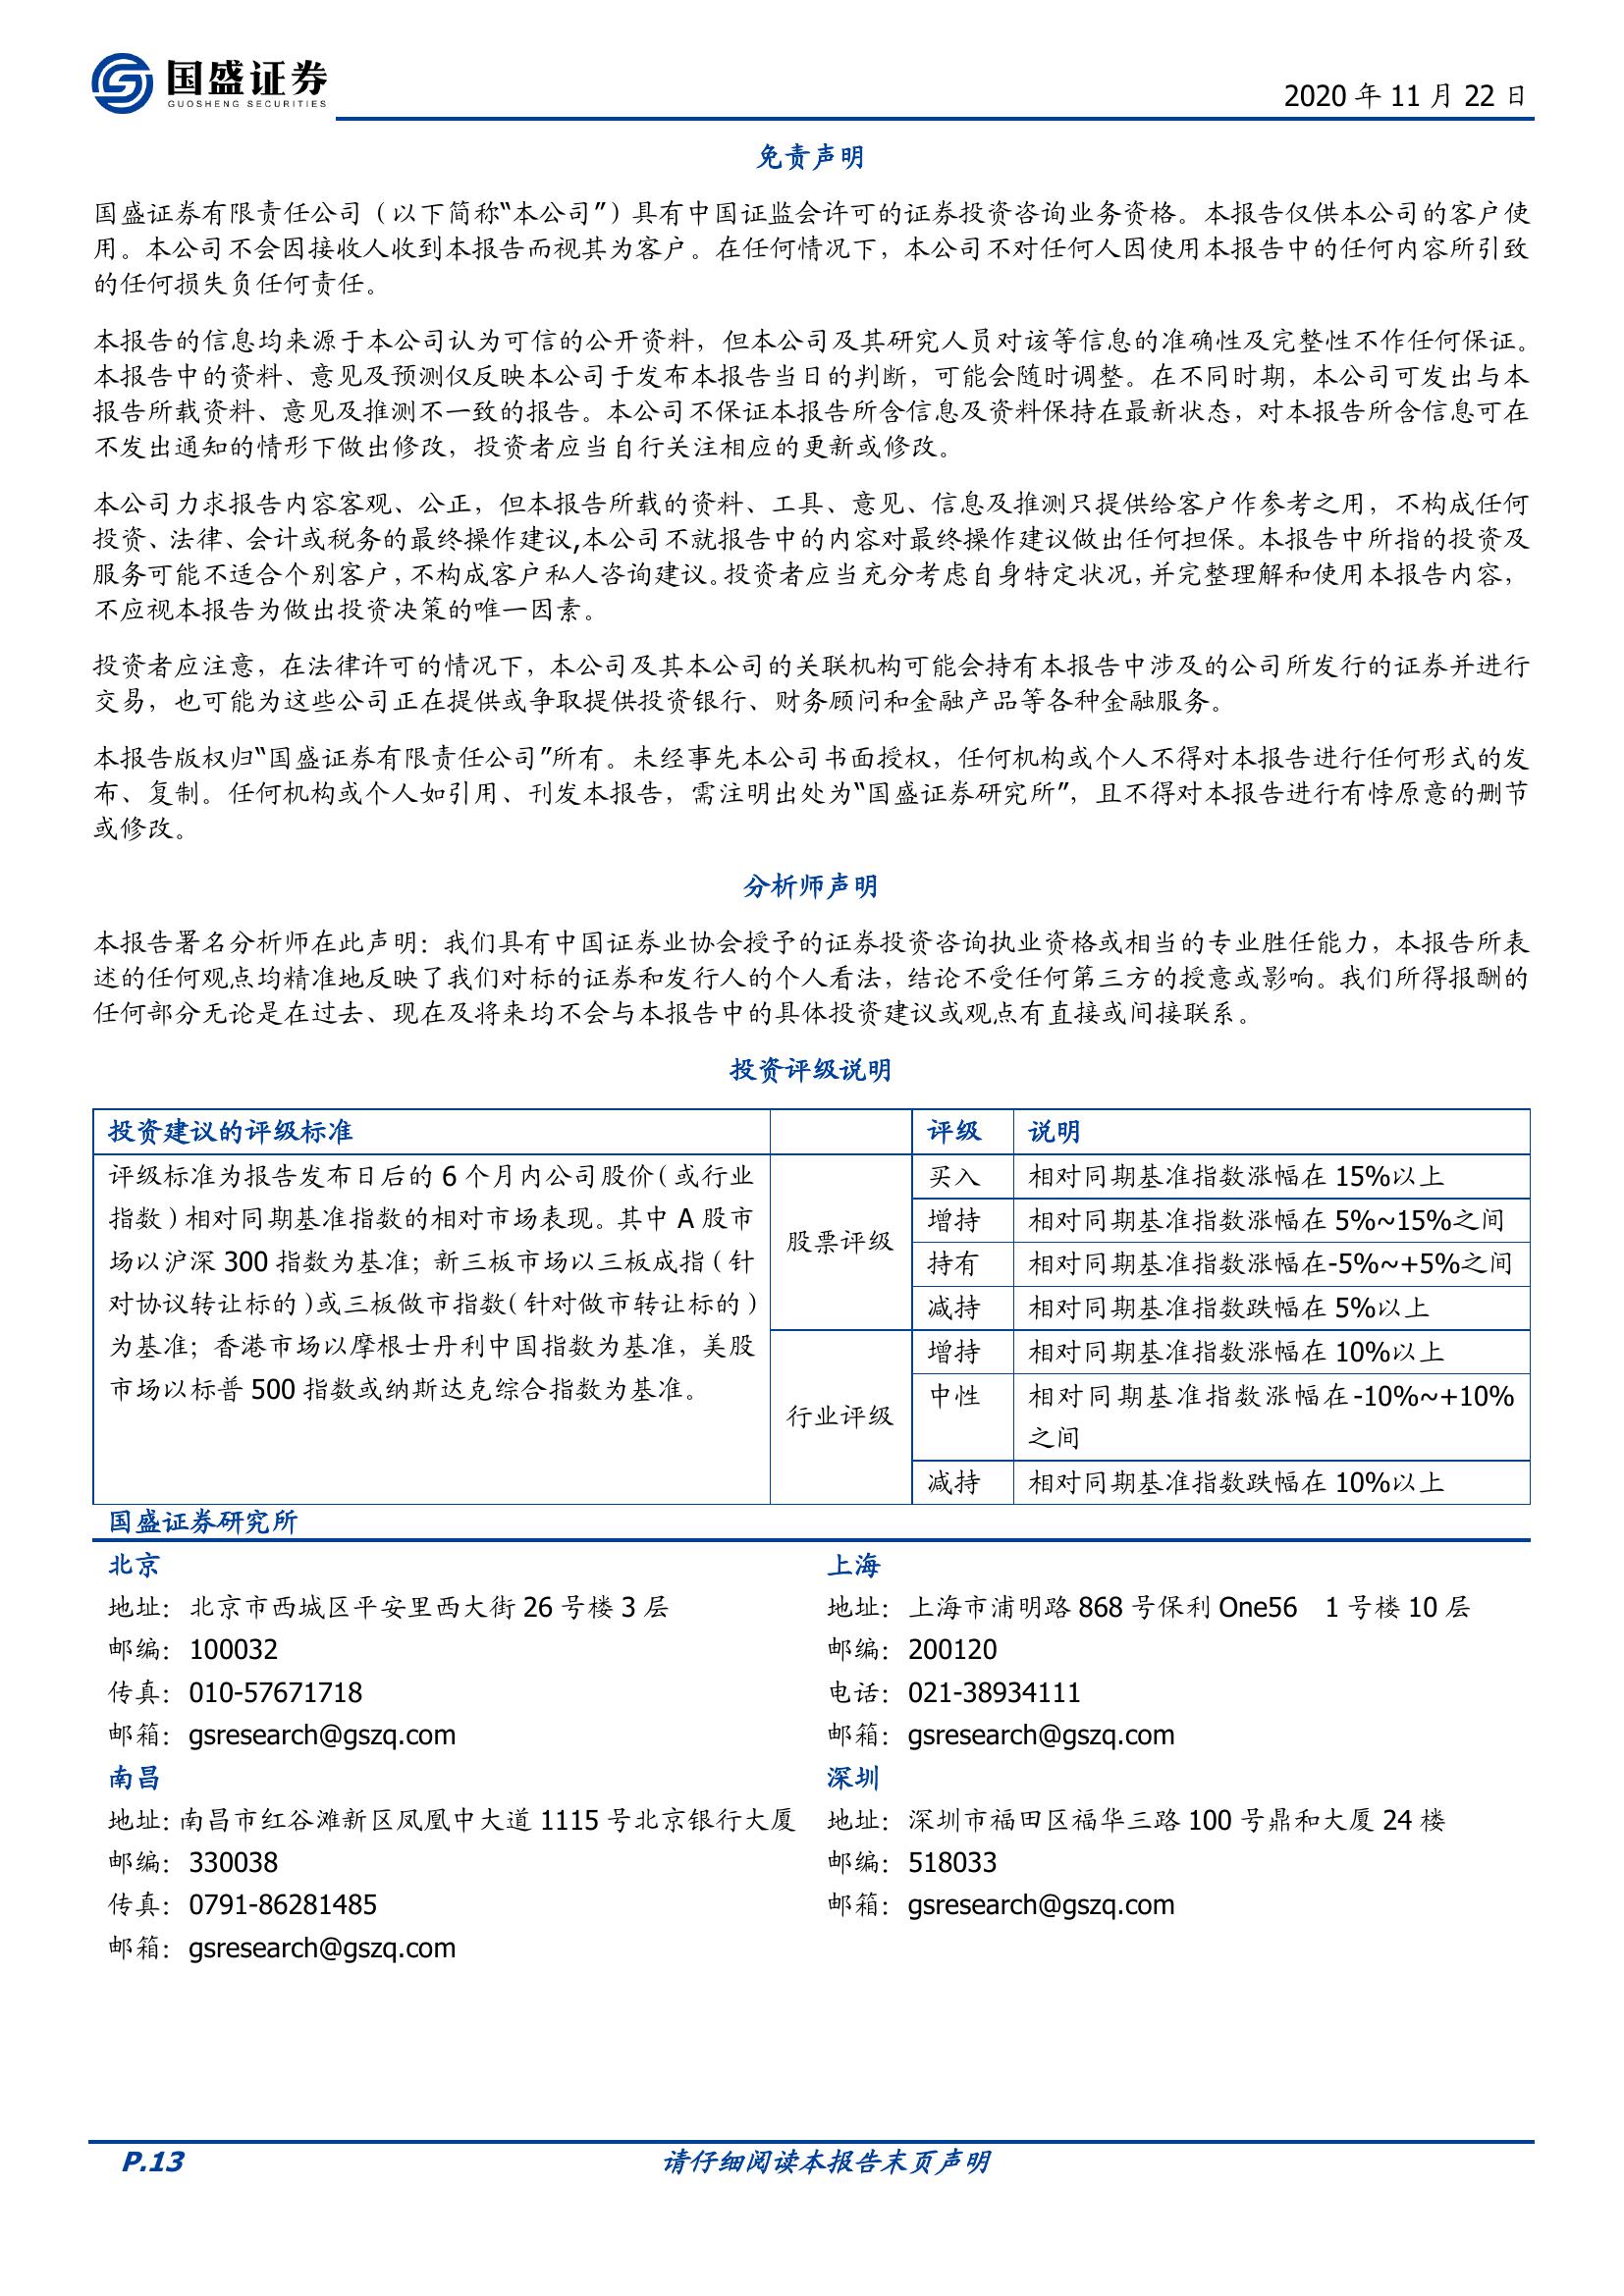 国盛证券
GUOSHENG SECURITIES
2020 年 11 月 22 日
免责声明
国盛证券有限责任公司（以下简称“本公司”）具有中国证监会许可的证券投资咨询业务资格。本报告仅供本公司的客户使
用。本公司不会因接收人收到本报告而视其为客户。在任何情况下，本公司不对任何人因使用本报告中的任何内容所引致
的任何损失负任何责任。
本报告的信息均来源于本公司认为可信的公开资料，但本公司及其研究人员对该等信息的准确性及完整性不作任何保证。
本报告中的资料、意见及预测仅反映本公司于发布本报告当日的判断，可能会随时调整。在不同时期，本公司可发出与本
报告所载资料、意见及推测不一致的报告。本公司不保证本报告所含信息及资料保持在最新状态，对本报告所含信息可在
不发出通知的情形下做出修改，投资者应当自行关注相应的更新或修改。
本公司力求报告内容客观、公正，但本报告所载的资料、工具、意见、信息及推测只提供给客户作参考之用，不构成任何
投资、法律、会计或税务的最终操作建议,本公司不就报告中的内容对最终操作建议做出任何担保。本报告中所指的投资及
服务可能不适合个别客户，不构成客户私人咨询建议。投资者应当充分考虑自身特定状况，并完整理解和使用本报告内容，
不应视本报告为做出投资决策的唯一因素。
投资者应注意，在法律许可的情况下，本公司及其本公司的关联机构可能会持有本报告中涉及的公司所发行的证券并进行
交易，也可能为这些公司正在提供或争取提供投资银行、财务顾问和金融产品等各种金融服务。
本报告版权归“国盛证券有限责任公司”所有。未经事先本公司书面授权，任何机构或个人不得对本报告进行任何形式的发
布、复制。任何机构或个人如引用、刊发本报告，需注明出处为“国盛证券研究所”，且不得对本报告进行有悖原意的删节
或修改。
分析师声明
本报告署名分析师在此声明：我们具有中国证券业协会授予的证券投资咨询执业资格或相当的专业胜任能力，本报告所表
述的任何观点均精准地反映了我们对标的证券和发行人的个人看法，结论不受任何第三方的授意或影响。我们所得报酬的
任何部分无论是在过去、现在及将来均不会与本报告中的具体投资建议或观点有直接或间接联系。
投资评级说明
投资建议的评级标准 评级 说明
评级标准为报告发布日后的 6 个月内公司股价（或行业
指数）相对同期基准指数的相对市场表现。其中 A 股市
场以沪深 300 指数为基准；新三板市场以三板成指（针
对协议转让标的）或三板做市指数（针对做市转让标的）
为基准；香港市场以摩根士丹利中国指数为基准，美股
市场以标普 500 指数或纳斯达克综合指数为基准。
股票评级
买入 相对同期基准指数涨幅在 15%以上
增持 相对同期基准指数涨幅在 5%~15%之间
持有 相对同期基准指数涨幅在-5%~+5%之间
减持 相对同期基准指数跌幅在 5%以上
行业评级
增持 相对同期基准指数涨幅在 10%以上
中性 相对同期基准指数涨幅在-10%~+10%
之间
减持 相对同期基准指数跌幅在 10%以上
国盛证券研究所
北京
地址：北京市西城区平安里西大街 26 号楼 3 层
邮编：100032
传真：010-57671718
邮箱：gsresearch@gszq.com
上海
地址：上海市浦明路 868 号保利 One56 1 号楼 10 层
邮编：200120
电话：021-38934111
邮箱：gsresearch@gszq.com
南昌
地址：南昌市红谷滩新区凤凰中大道 1115 号北京银行大厦
邮编：330038
传真：0791-86281485
邮箱：gsresearch@gszq.com
深圳
地址：深圳市福田区福华三路 100 号鼎和大厦 24 楼
邮编：518033
邮箱：gsresearch@gszq.com
P.13
请仔细阅读本报告末页声明